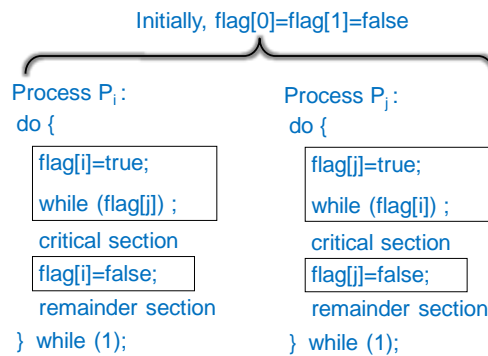 Initially, flag[0]=flag[1]=false
Process Pi :
do {
flag[i]=true;
while (flag[j]) ;
critical section
flag[i]=false;
remainder section
} while (1);
Process Pj :
do {
flag[j]=true;
while (flag[i]) ;
critical section
flag[j]=false;
remainder section
} while (1);